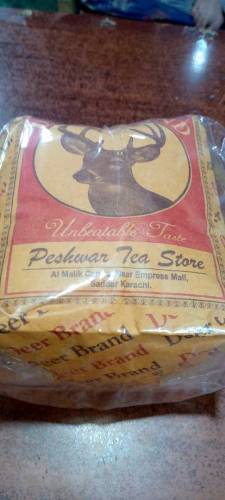 Unbeatable Taste
Peshwar Tea Store
Al Malik Near Empress Mall,
Saddar Karachi.
Deer Brand
Deer Brand
Deer Brand